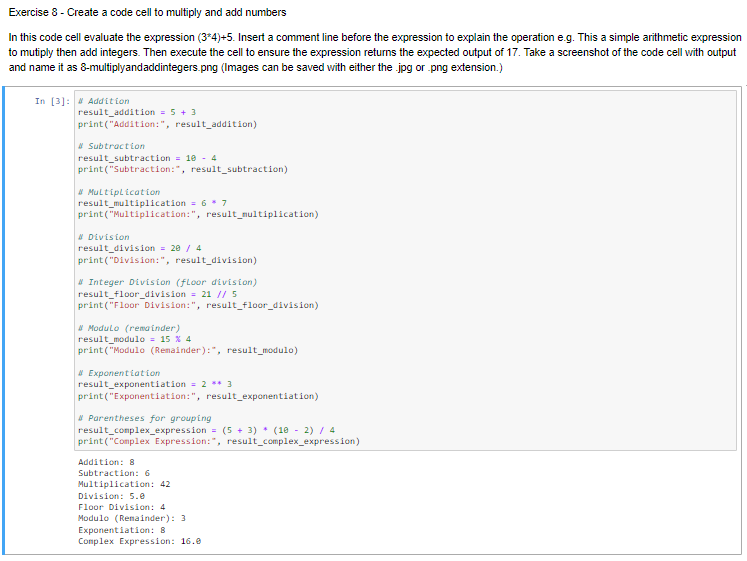 Exercise 8 - Create a code cell to multiply and add numbers
In this code cell evaluate the expression (3*4)+5. Insert a comment line before the expression to explain the operation e.g. This a simple arithmetic expression
to mutiply then add integers. Then execute the cell to ensure the expression returns the expected output of 17. Take a screenshot of the code cell with output
and name it as 8-multiplyandaddintegers.png (Images can be saved with either the .jpg or .png extension.)
In [3]: # Addition
result_addition = 5 + 3
print("Addition:", result_addition)
# Subtraction
result_subtraction = 10 - 4
print("Subtraction:", result_subtraction)
# Multiplication
result_multiplication = 6 * 7
print("Multiplication:", result_multiplication)
# Division
result_division = 20 / 4
print("Division:", result_division)
# Integer Division (floor division)
result_floor_division = 21 // 5
print("Floor Division:", result_floor_division)
# Modulo (remainder)
result_modulo = 15 % 4
print("Modulo (Remainder):", result_modulo)
# Exponentiation
result_exponentiation = 2 ** 3
print("Exponentiation:", result_exponentiation)
# Parentheses for grouping
result_complex_expression = (5 + 3) * (10 - 2) / 4
print("Complex Expression:", result_complex_expression)
Addition: 8
Subtraction: 6
Multiplication: 42
Division: 5.0
Floor Division: 4
Modulo (Remainder): 3
Exponentiation: 8
Complex Expression: 16.0